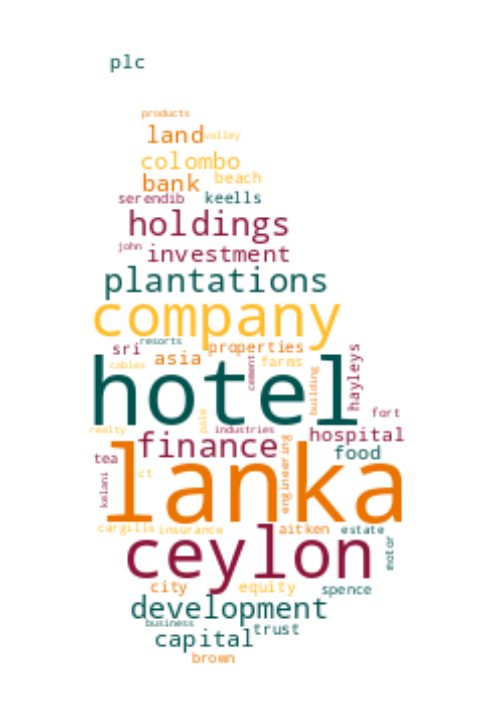 plc
products
land valley
colombo
bank beach
serendib keells
holdings
john investment
plantations
company
resorts
sri properties
asia farms
cables
cement
building
hayleys
hotel
fort
realty
pale
industries
finance hospital
tea food
engineering
lanka
kelani
ct
cargills insurance aitken estate
ceylon
motor
city equity spence
development
business
capital trust
brown